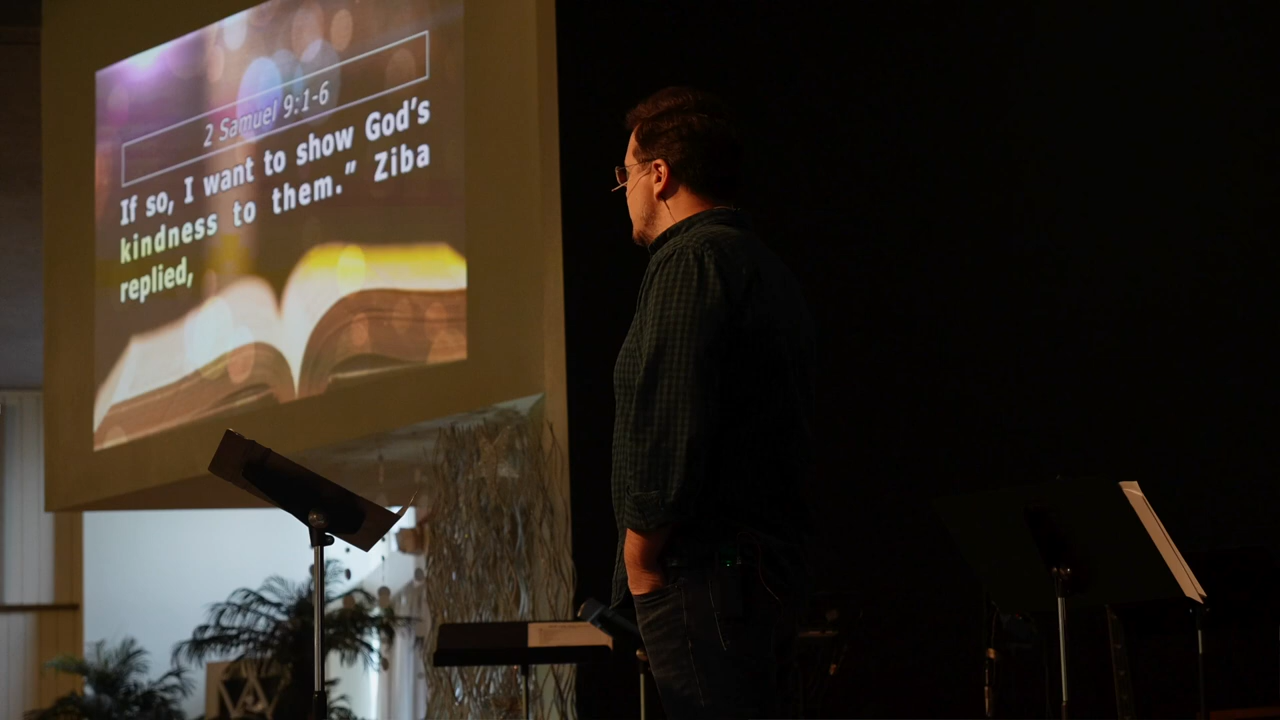 2 Samuel 9:1-6
If so, I want to show God's
kindness to them.” Ziba
replied,